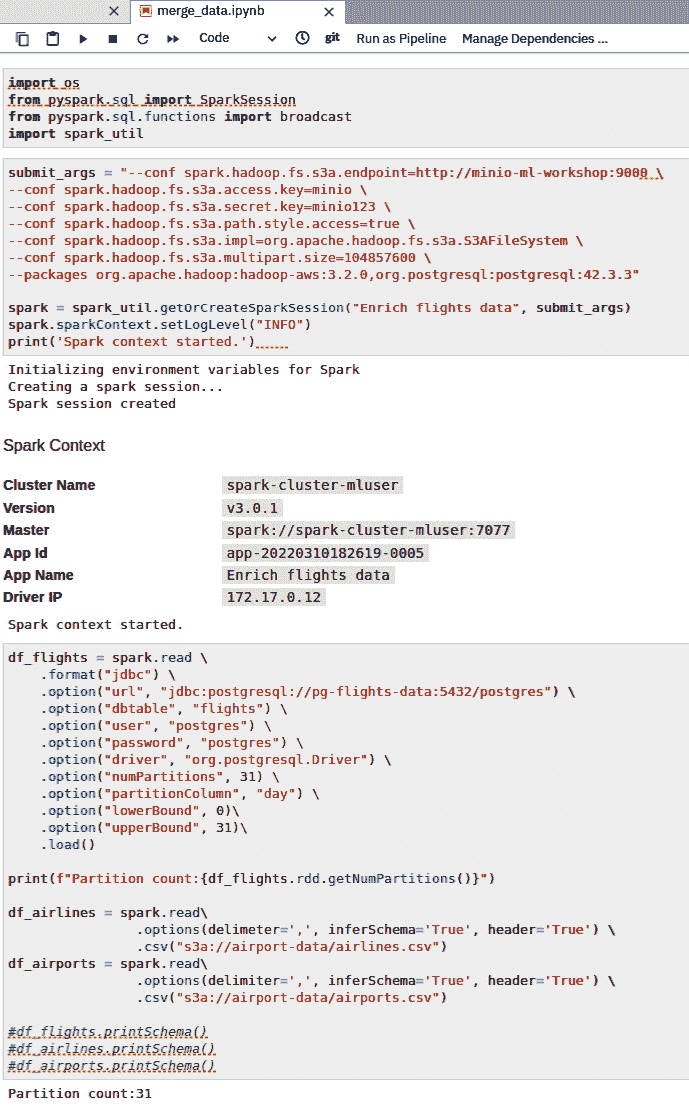 merge_data.ipynb
Code
git
Run as Pipeline
Manage Dependencies ...
import os
from pyspark.sql import SparkSession
from pyspark.sql.functions import broadcast
import spark_util
submit_args = "--conf spark.hadoop.fs.s3a.endpoint=http://minio-ml-workshop:9000 \
--conf spark.hadoop.fs.s3a.access.key=minio \
--conf spark.hadoop.fs.s3a.secret.key=minio123 \
--conf spark.hadoop.fs.s3a.path.style.access=true \
--conf spark.hadoop.fs.s3a.impl=org.apache.hadoop.fs.s3a.S3AFileSystem \
--conf spark.hadoop.fs.s3a.multipart.size=104857600 \
--packages org.apache.hadoop:hadoop-aws:3.2.0,org.postgresql:postgresql:42.3.3"
spark = spark_util.getOrCreateSparkSession("Enrich flights data", submit_args)
spark.sparkContext.setLogLevel("INFO")
print('Spark context started.')
Initializing environment variables for Spark
Creating a spark session...
Spark session created
Spark Context
Cluster Name spark-cluster-mluser
Version v3.0.1
Master spark://spark-cluster-mluser:7077
App Id app-20220310182619-0005
App Name Enrich flights data
Driver IP 172.17.0.12
Spark context started.
df_flights = spark.read \
    .format("jdbc") \
    .option("url", "jdbc:postgresql://pg-flights-data:5432/postgres") \
    .option("dbtable", "flights") \
    .option("user", "postgres") \
    .option("password", "postgres") \
    .option("driver", "org.postgresql.Driver") \
    .option("numPartitions", 31) \
    .option("partitionColumn", "day") \
    .option("lowerBound", 0)\
    .option("upperBound", 31)\
    .load()
print(f"Partition count:{df_flights.rdd.getNumPartitions()}")
df_airlines = spark.read\
                .options(delimeter=',', inferSchema='True', header='True') \
                .csv("s3a://airport-data/airlines.csv")
df_airports = spark.read\
                .options(delimiter=',', inferSchema='True', header='True') \
                .csv("s3a://airport-data/airports.csv")
#df_flights.printSchema()
#df_airlines.printSchema()
#df_airports.printSchema()
Partition count:31